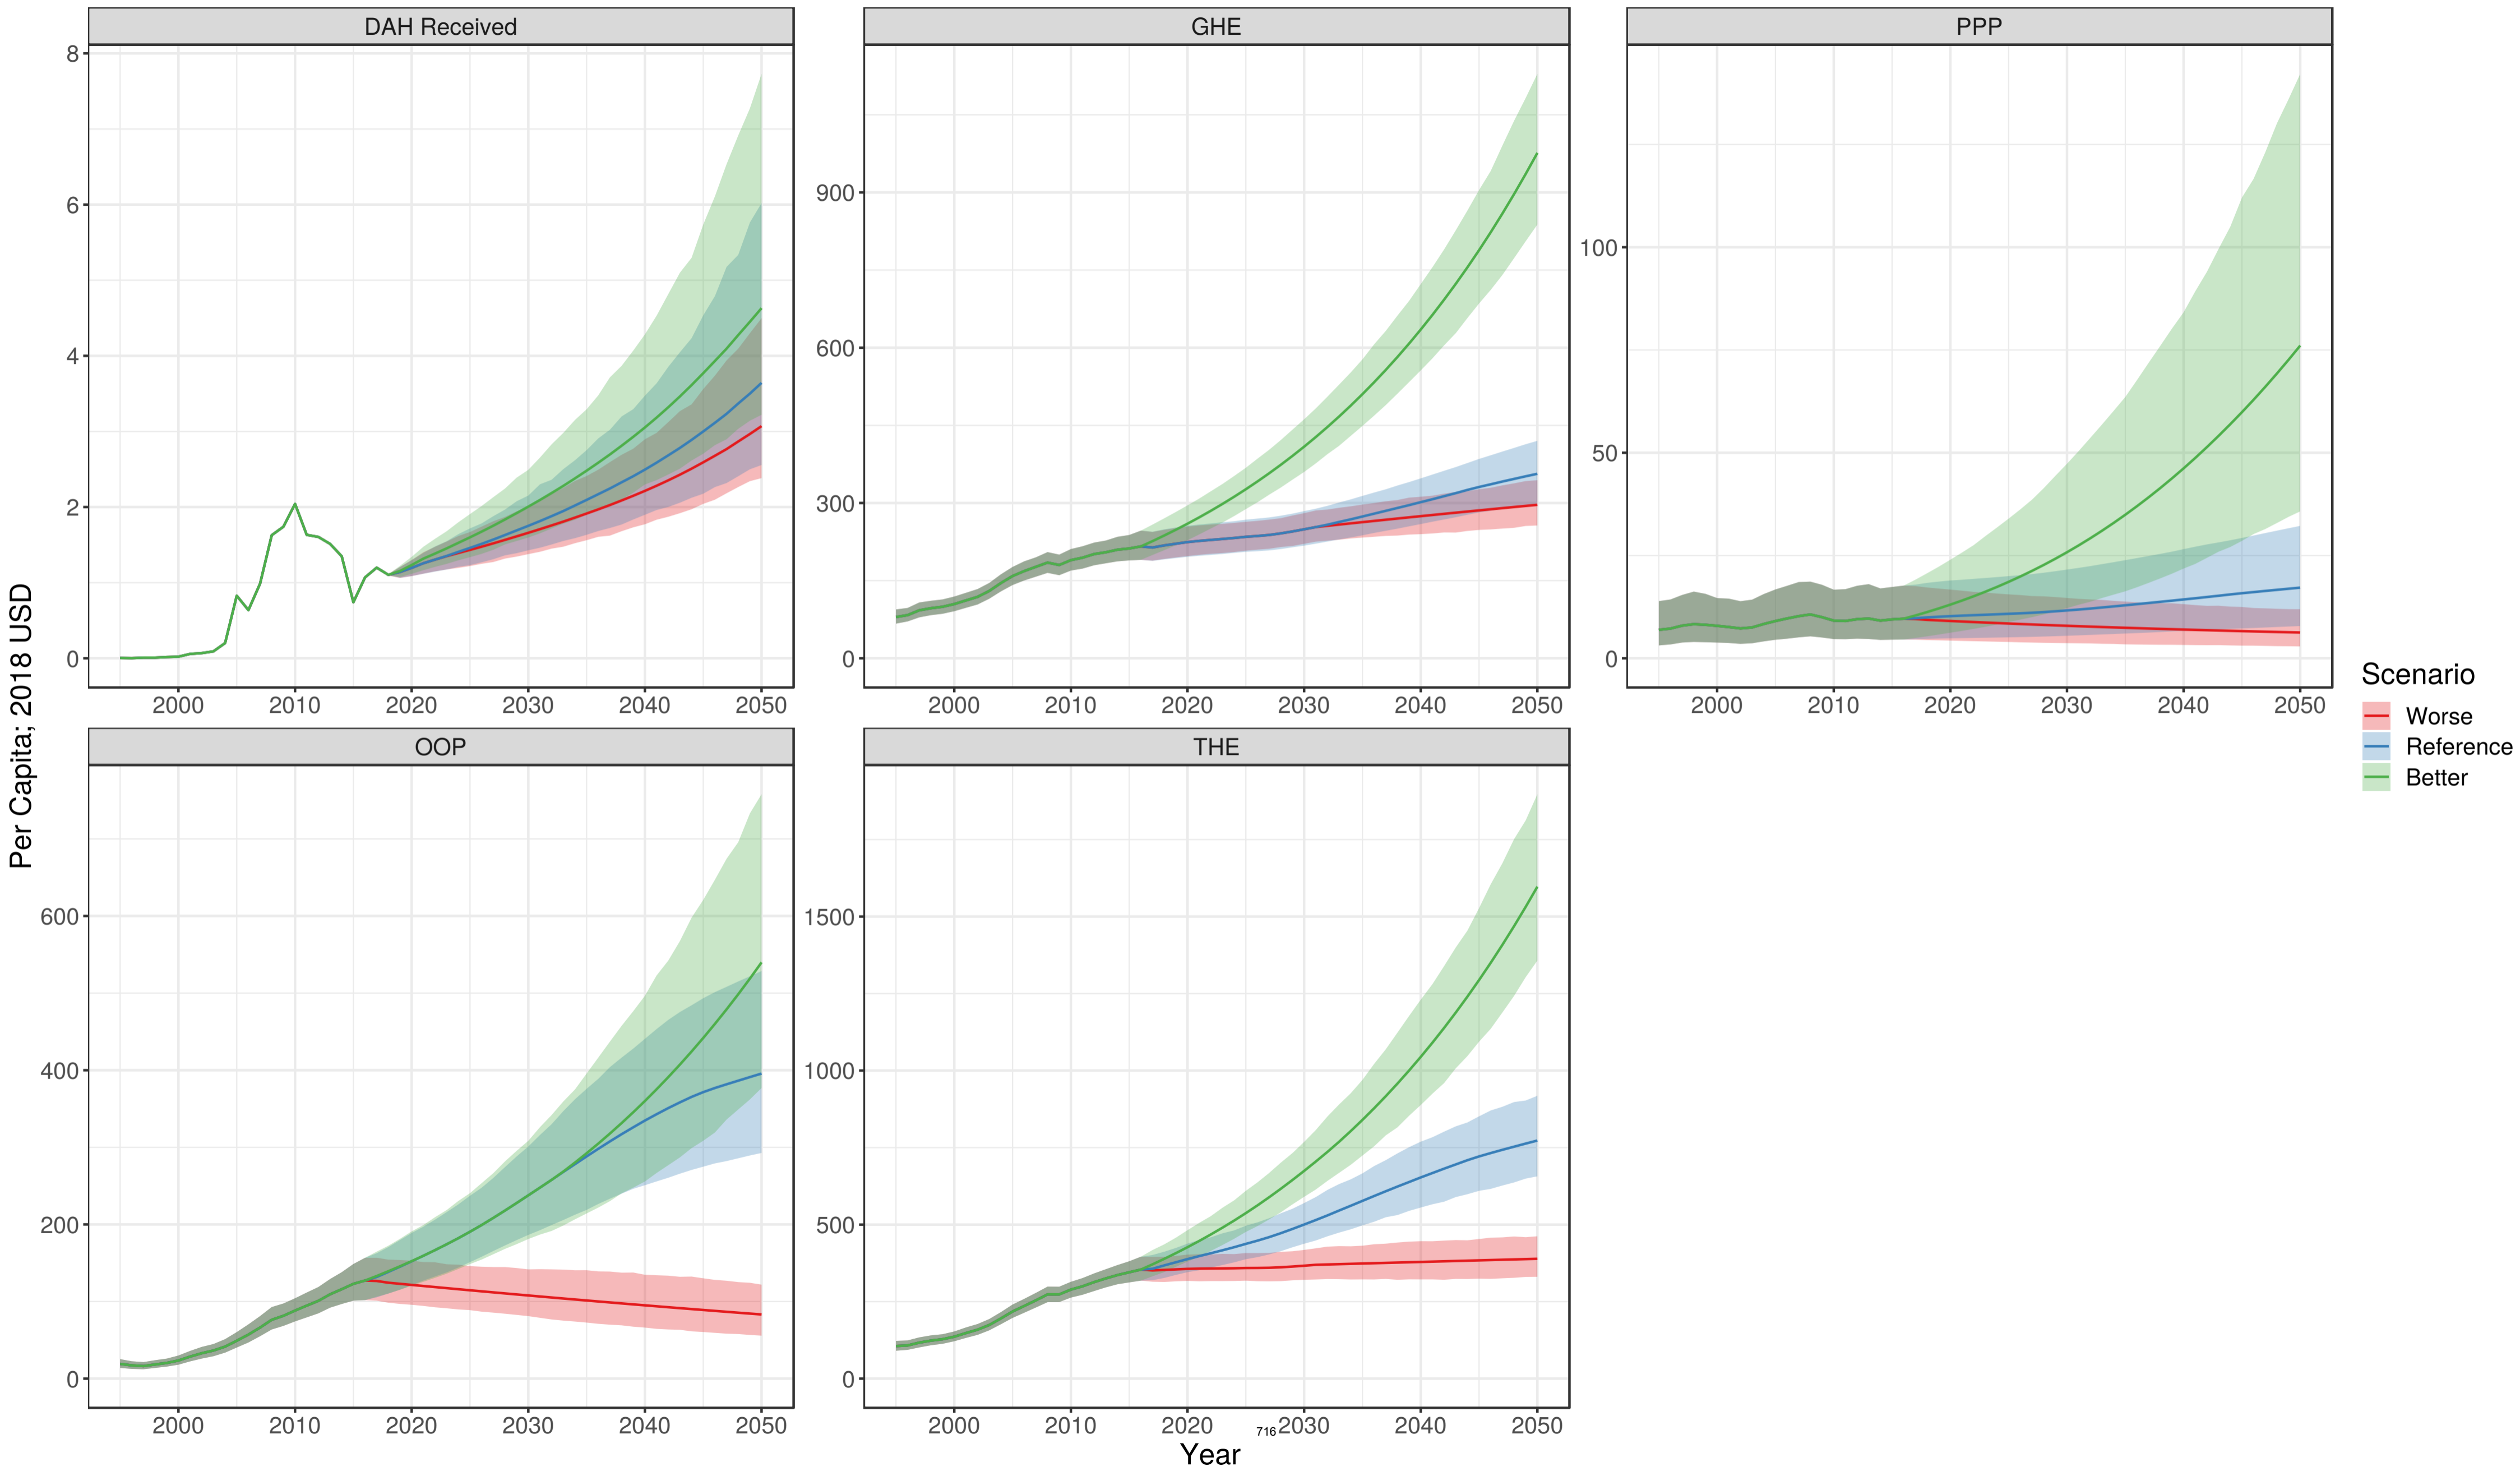 DAH Received
GHE
PPP
8
6
4
2
0
900
600
300
0
100
50
0
2000 2010 2020 2030 2040 2050
2000 2010 2020 2030 2040 2050
2000 2010 2020 2030 2040 2050
Per Capita; 2018 USD
Scenario
Worse
Reference
Better
OOP
THE
600
400
200
0
1500
1000
500
0
2000 2010 2020 2030 2040 2050
2000 2010 2020 2030 2040 2050
716
Year